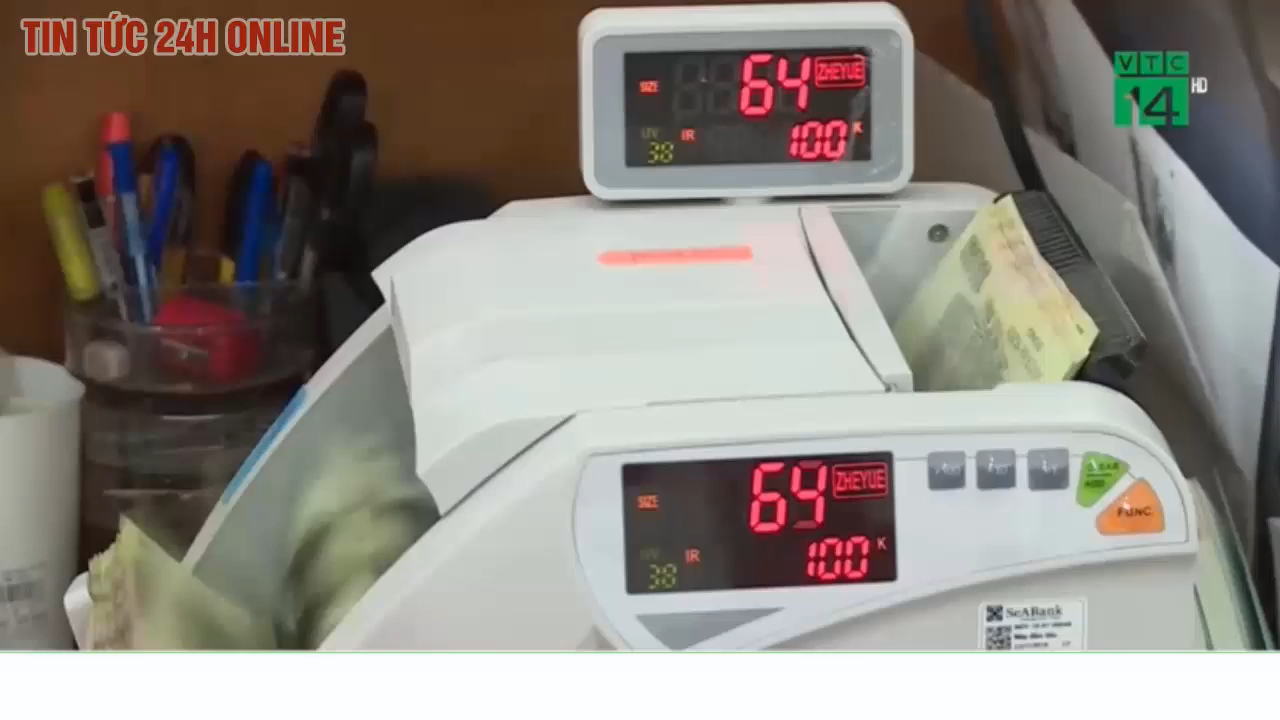 TIN TỨC 24H ONLINE
VTC
14
HD
64
ZHEYUE
SIZE
UV
IR
100
K
38
64
ZHEYUE
SIZE
UV
IR
100
K
38
ADD
FUNC.
SeABank